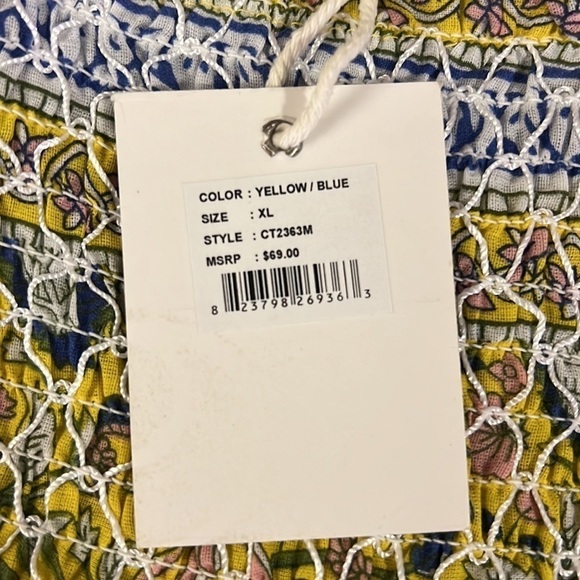 COLOR : YELLOW / BLUE
SIZE : XL
STYLE : CT2363M
MSRP : $69.00
8 23798 26936 3